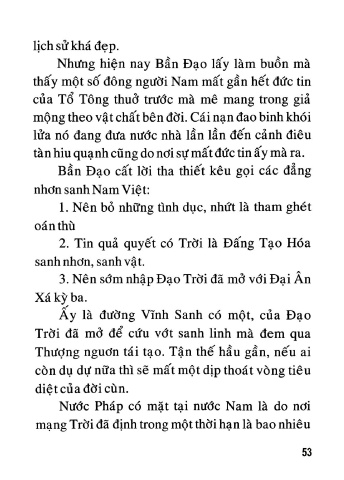 lịch sử khá đẹp.
Nhưng hiện nay Bần Đạo lấy làm buồn mà
thấy một số đông người Nam mất gần hết đức tin
của Tổ Tông thuở trước mà mê mang trong giả
mộng theo vật chất bên đời. Cái nạn đao binh khói
lửa nó đang đưa nước nhà lần lần đến cảnh điêu
tàn hiu quạnh cũng do nơi sự mất đức tin ấy mà ra.
Bần Đạo cất lời tha thiết kêu gọi các đẳng
nhơn sanh Nam Việt:
1. Nên bỏ những tình dục, nhứt là tham ghét
oán thù
2. Tin quả quyết có Trời là Đấng Tạo Hóa
sanh nhơn, sanh vật.
3. Nên sớm nhập Đạo Trời đã mở với Đại Ân
Xá kỳ ba.
Ấy là đường Vĩnh Sanh có một, của Đạo
Trời đã mở để cứu vớt sanh linh mà đem qua
Thượng nguơn tái tạo. Tận thế hầu gần, nếu ai
còn dụ dự nữa thì sẽ mất một dịp thoát vòng tiêu
diệt của đời cùn.
Nước Pháp có mặt tại nước Nam là do nơi
mạng Trời đã định trong một thời hạn là bao nhiêu
53